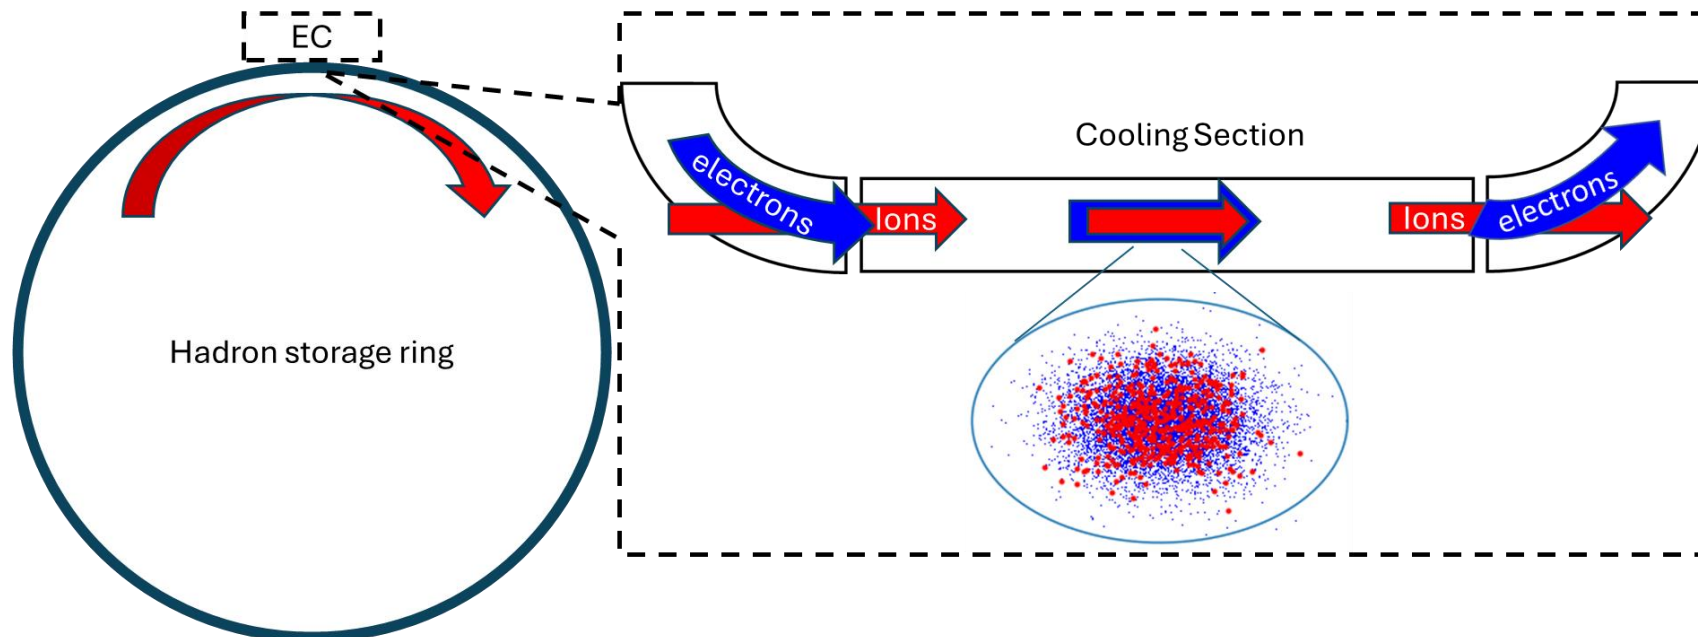 EC
Hadron storage ring
Cooling Section
electrons
Ions
Ions
electrons